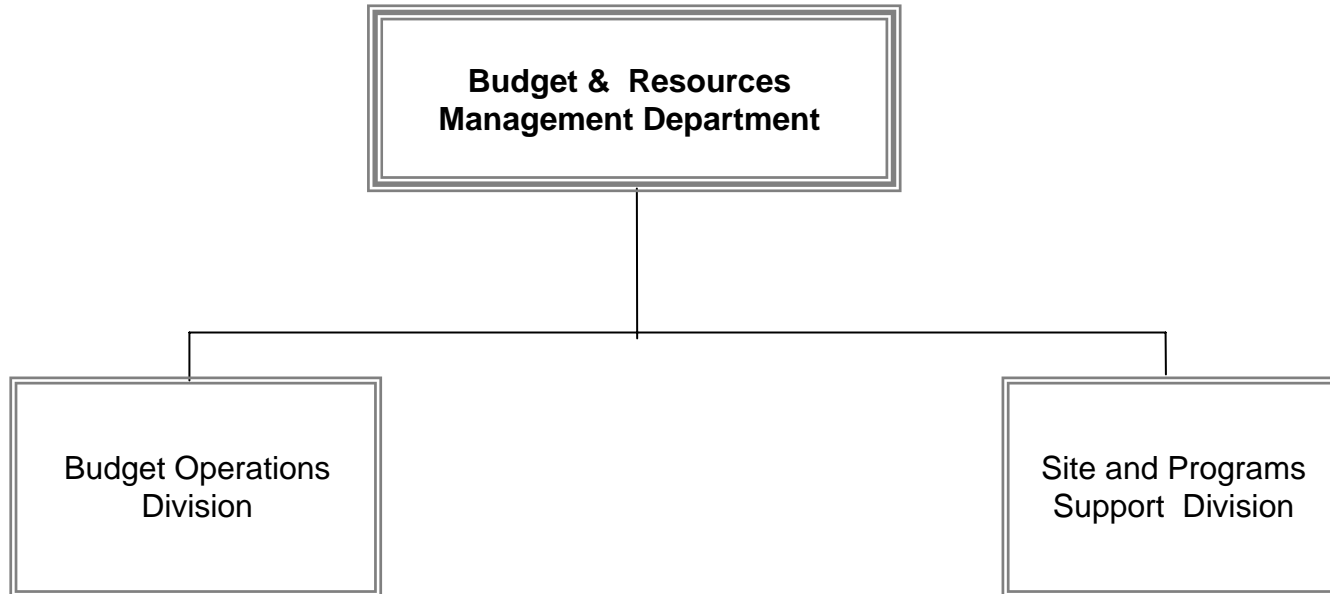 Budget & Resources
Management Department
Budget Operations
Division
Site and Programs
Support Division